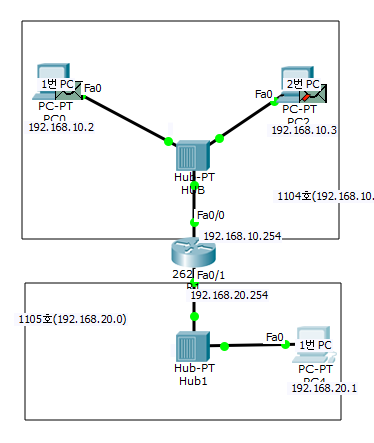 1번 PC
Fa0
PC-PT
PC0
192.168.10.2
2번 PC
Fa0
PC-PT
PC2
192.168.10.3
Hub-PT
HUB
1104호(192.168.10.
Fa0/0
192.168.10.254
262
Fa0/1
192.168.20.254
1105호(192.168.20.0)
Fa0
1번 PC
Hub-PT
Hub1
PC-PT
PC4
192.168.20.1